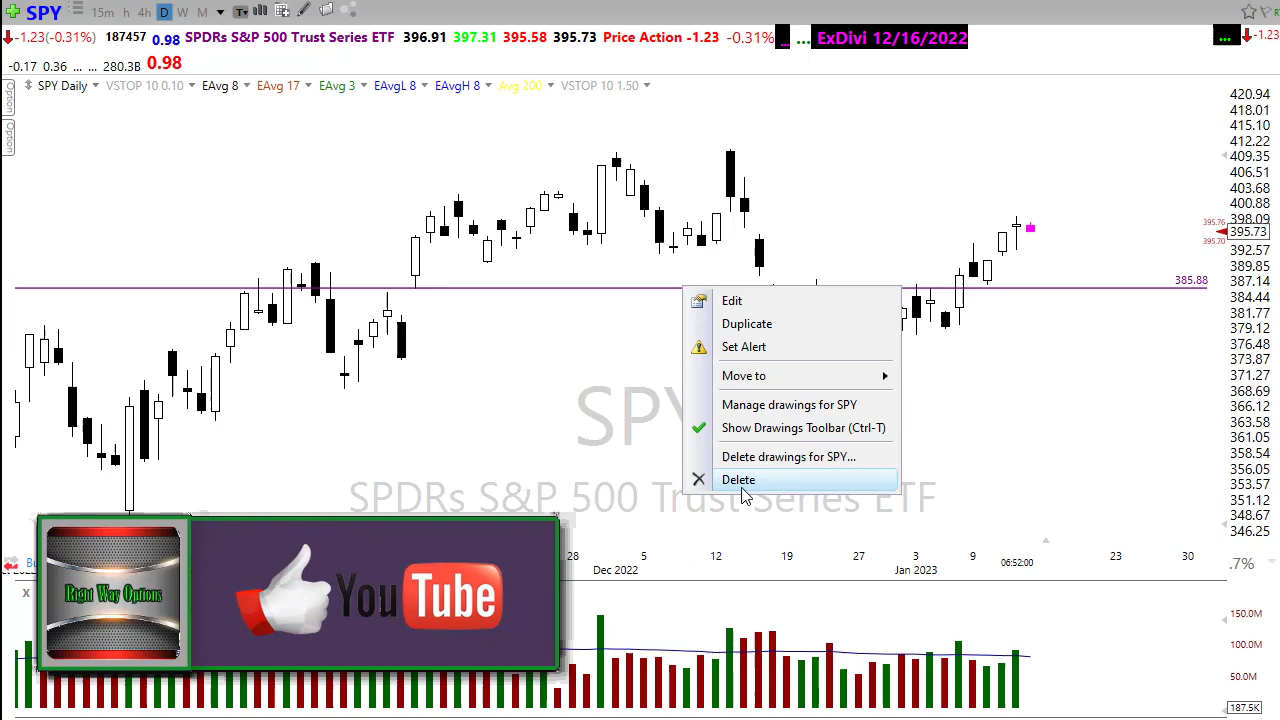 SPY 15m h 4h D W M T
-1.23(-0.31%) 187457 0.98 SPDRs S&P 500 Trust Series ETF 396.91 397.31 395.58 395.73 Price Action -1.23 -0.31% ... ... ExDivi 12/16/2022 ... -1.23
-0.17 0.36 ... ... 280.3B 0.98
Option
Option
SPY Daily VSTOP 10 0.10 EAvg 8 EAvg 17 EAvg 3 EAvgL 8 EAvgH 8 Avg 200 VSTOP 10 1.50
420.94
418.01
415.10
412.22
409.35
406.51
403.68
400.88
398.09
395.76
395.73
395.70
392.57
389.85
385.88
387.14
384.44
381.77
379.12
376.48
373.87
371.27
368.69
366.12
363.58
361.05
358.54
356.05
353.57
351.12
348.67
346.25
Edit
Duplicate
Set Alert
Move to
Manage drawings for SPY
Show Drawings Toolbar (Ctrl-T)
Delete drawings for SPY...
Delete
SPY
SPDRs S&P 500 Trust Series ETF
28 5 12 19 27 3 9 06:52:00 23 30
Dec 2022 Jan 2023
.7%
Right Way Options
YouTube
x
150.0M
100.0M
50.0M
187.5K